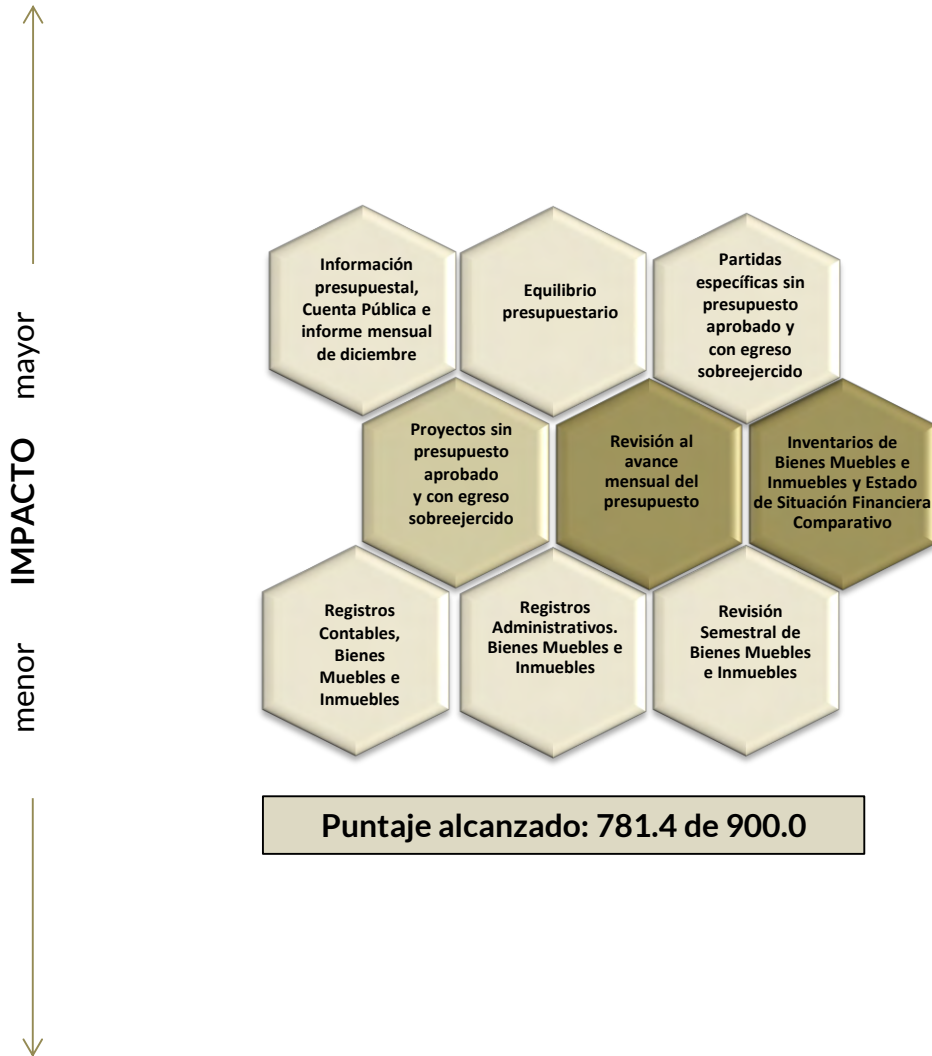 mayor
IMPACTO
menor
Información
presupuestal,
Cuenta Pública e
informe mensual
de diciembre
Equilibrio
presupuestario
Partidas
específicas sin
presupuesto
aprobado y
con egreso
sobreejercido
Proyectos sin
presupuesto
aprobado
y con egreso
sobreejercido
Revisión al
avance
mensual del
presupuesto
Inventarios de
Bienes Muebles e
Inmuebles y Estado
de Situación Financiera
Comparativo
Registros
Contables,
Bienes
Muebles e
Inmuebles
Registros
Administrativos.
Bienes Muebles e
Inmuebles
Revisión
Semestral de
Bienes Muebles
e Inmuebles
Puntaje alcanzado: 781.4 de 900.0